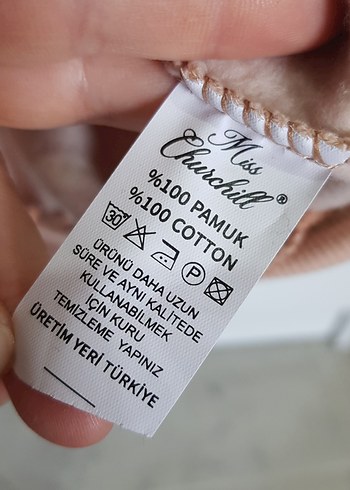 Miss
Churchill®
%100 PAMUK
%100 COTTON
30 P
ÜRÜNÜ DAHA UZUN
SÜRE VE AYNI KALİTEDE
KULLANABİLMEK
İÇİN KURU
TEMİZLEME YAPINIZ
ÜRETİM YERİ TÜRKİYE